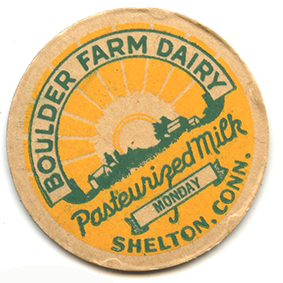 BOULDER FARM DAIRY
Pasteurized Milk
MONDAY
SHELTON, CONN.